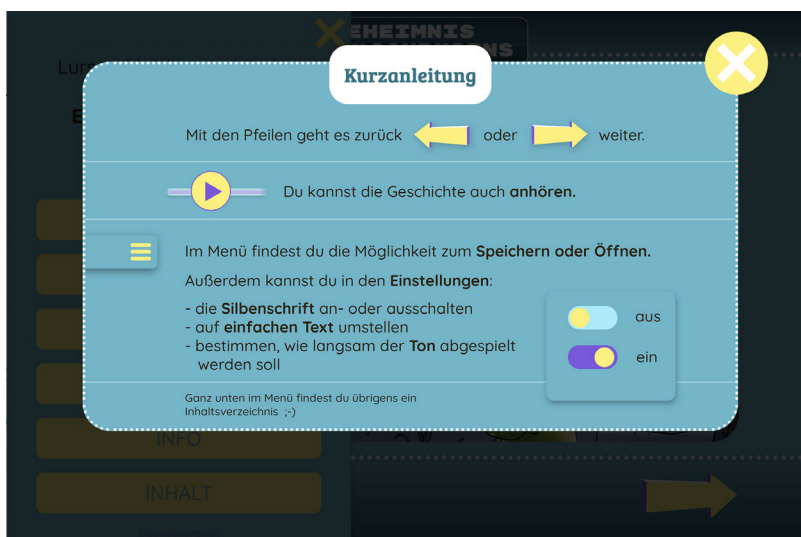 EHEIMNIS
NS
Lurs
E
Kurzanleitung
Mit den Pfeilen geht es zurück oder weiter.
Du kannst die Geschichte auch anhören.
Im Menü findest du die Möglichkeit zum Speichern oder Öffnen.
Außerdem kannst du in den Einstellungen:
- die Silbenschrift an- oder ausschalten
- auf einfachen Text umstellen
- bestimmen, wie langsam der Ton abgespielt
werden soll
aus
ein
Ganz unten im Menü findest du übrigens ein
Inhaltsverzeichnis ;-)
INFO
INHALT